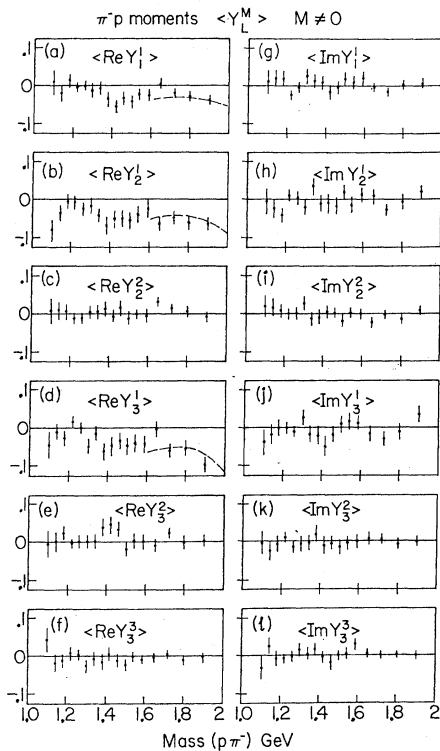 π⁻p moments <Y_L^M> M ≠ 0
(a) <ReY₁¹>
(g) <ImY₁¹>
.1
0
-.1
(b) <ReY₂¹>
(h) <ImY₂¹>
.1
0
-.1
(c) <ReY₂²>
(i) <ImY₂²>
.1
0
-.1
(d) <ReY₃¹>
(j) <ImY₃¹>
.1
0
-.1
(e) <ReY₃²>
(k) <ImY₃²>
.1
0
-.1
(f) <ReY₃³>
(l) <ImY₃³>
.1
0
-.1
1.0 1.2 1.4 1.6 1.8 1.0 1.2 1.4 1.6 1.8 2.0
Mass (pπ⁻) GeV